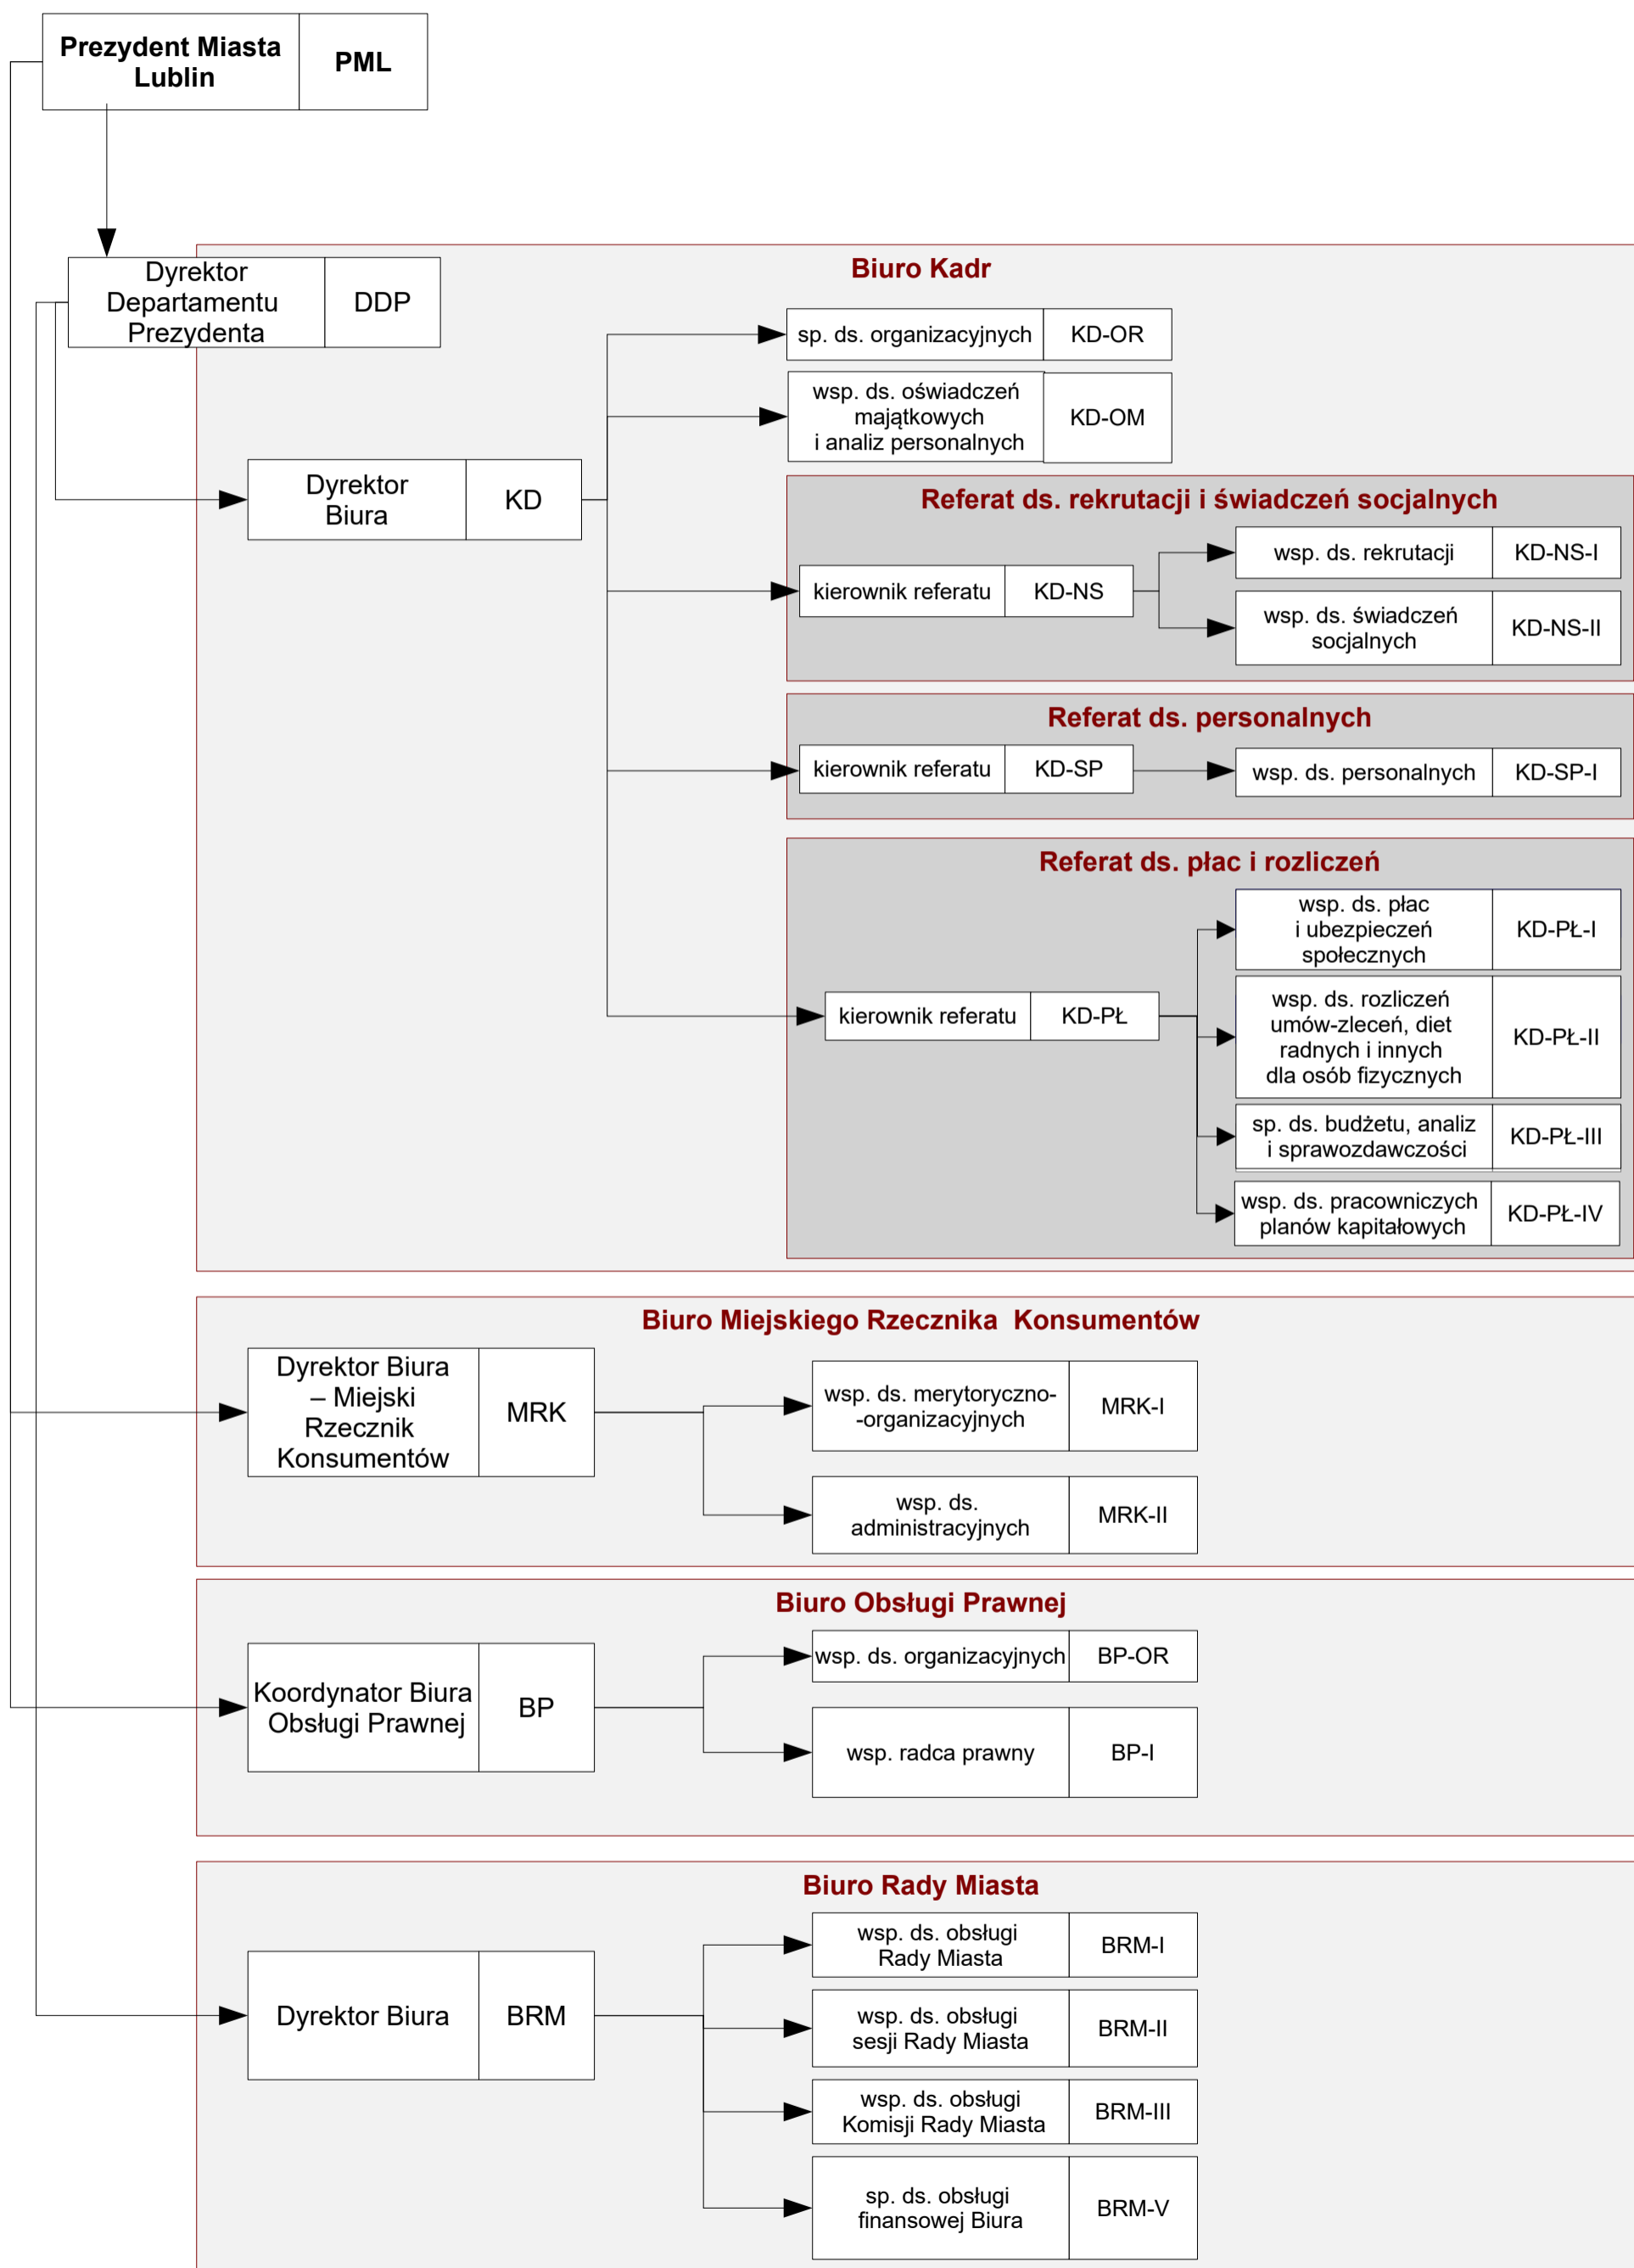 Prezydent Miasta
Lublin
PML
Dyrektor
Departamentu
Prezydenta
DDP
Biuro Kadr
sp. ds. organizacyjnych
KD-OR
wsp. ds. oświadczeń
majątkowych
i analiz personalnych
KD-OM
Dyrektor
Biura
KD
Referat ds. rekrutacji i świadczeń socjalnych
kierownik referatu
KD-NS
wsp. ds. rekrutacji
KD-NS-I
wsp. ds. świadczeń
socjalnych
KD-NS-II
Referat ds. personalnych
kierownik referatu
KD-SP
wsp. ds. personalnych
KD-SP-I
Referat ds. płac i rozliczeń
kierownik referatu
KD-PŁ
wsp. ds. płac
i ubezpieczeń
społecznych
KD-PŁ-I
wsp. ds. rozliczeń
umów-zleceń, diet
radnych i innych
dla osób fizycznych
KD-PŁ-II
sp. ds. budżetu, analiz
i sprawozdawczości
KD-PŁ-III
wsp. ds. pracowniczych
planów kapitałowych
KD-PŁ-IV
Biuro Miejskiego Rzecznika  Konsumentów
Dyrektor Biura
– Miejski
Rzecznik
Konsumentów
MRK
wsp. ds. merytoryczno-
-organizacyjnych
MRK-I
wsp. ds.
administracyjnych
MRK-II
Biuro Obsługi Prawnej
Koordynator Biura
Obsługi Prawnej
BP
wsp. ds. organizacyjnych
BP-OR
wsp. radca prawny
BP-I
Biuro Rady Miasta
Dyrektor Biura
BRM
wsp. ds. obsługi
Rady Miasta
BRM-I
wsp. ds. obsługi
sesji Rady Miasta
BRM-II
wsp. ds. obsługi
Komisji Rady Miasta
BRM-III
sp. ds. obsługi
finansowej Biura
BRM-V